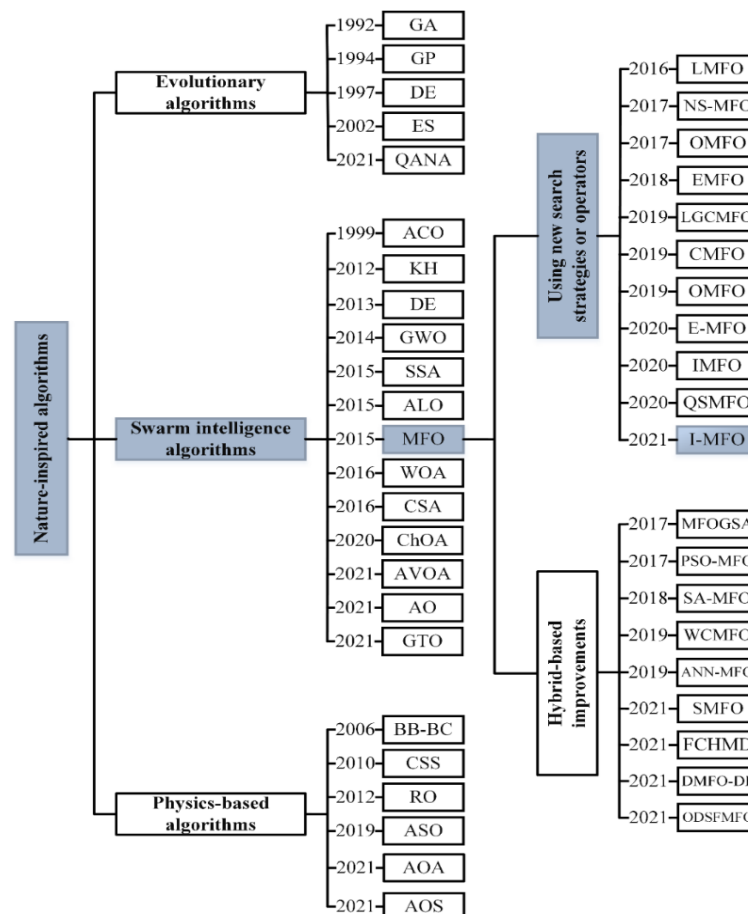 Nature-inspired algorithms
Evolutionary
algorithms
1992 GA
1994 GP
1997 DE
2002 ES
2021 QANA
Swarm intelligence
algorithms
1999 ACO
2012 KH
2013 DE
2014 GWO
2015 SSA
2015 ALO
2015 MFO
2016 WOA
2016 CSA
2020 ChOA
2021 AVOA
2021 AO
2021 GTO
Physics-based
algorithms
2006 BB-BC
2010 CSS
2012 RO
2019 ASO
2021 AOA
2021 AOS
Using new search
strategies or operators
2016 LMFO
2017 NS-MFO
2017 OMFO
2018 EMFO
2019 LGCMFO
2019 CMFO
2019 OMFO
2020 E-MFO
2020 IMFO
2020 QSMFO
2021 I-MFO
Hybrid-based
improvements
2017 MFOGSA
2017 PSO-MFO
2018 SA-MFO
2019 WCMFO
2019 ANN-MFO
2021 SMFO
2021 FCHMD
2021
2021 ODSFMFO